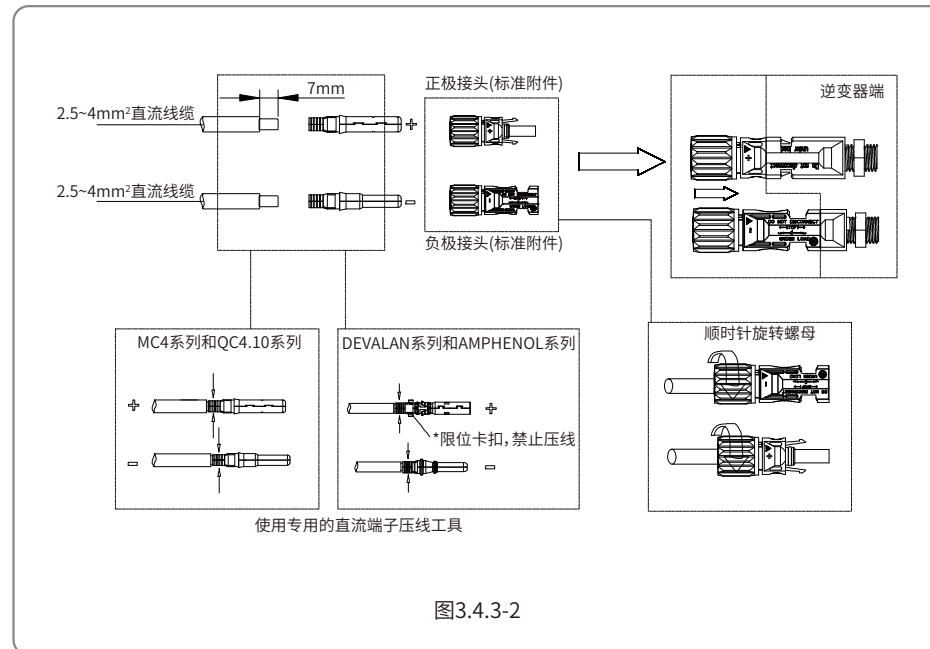 7mm
正极接头(标准附件)
逆变器端
2.5~4mm²直流线缆
+
2.5~4mm²直流线缆
-
负极接头(标准附件)
DO NOT DISCONNECT
UNDER LOAD
MC4系列和QC4.10系列
DEVALAN系列和AMPHENOL系列
顺时针旋转螺母
+
+
*限位卡扣，禁止压线
-
-
使用专用的直流端子压线工具
图3.4.3-2